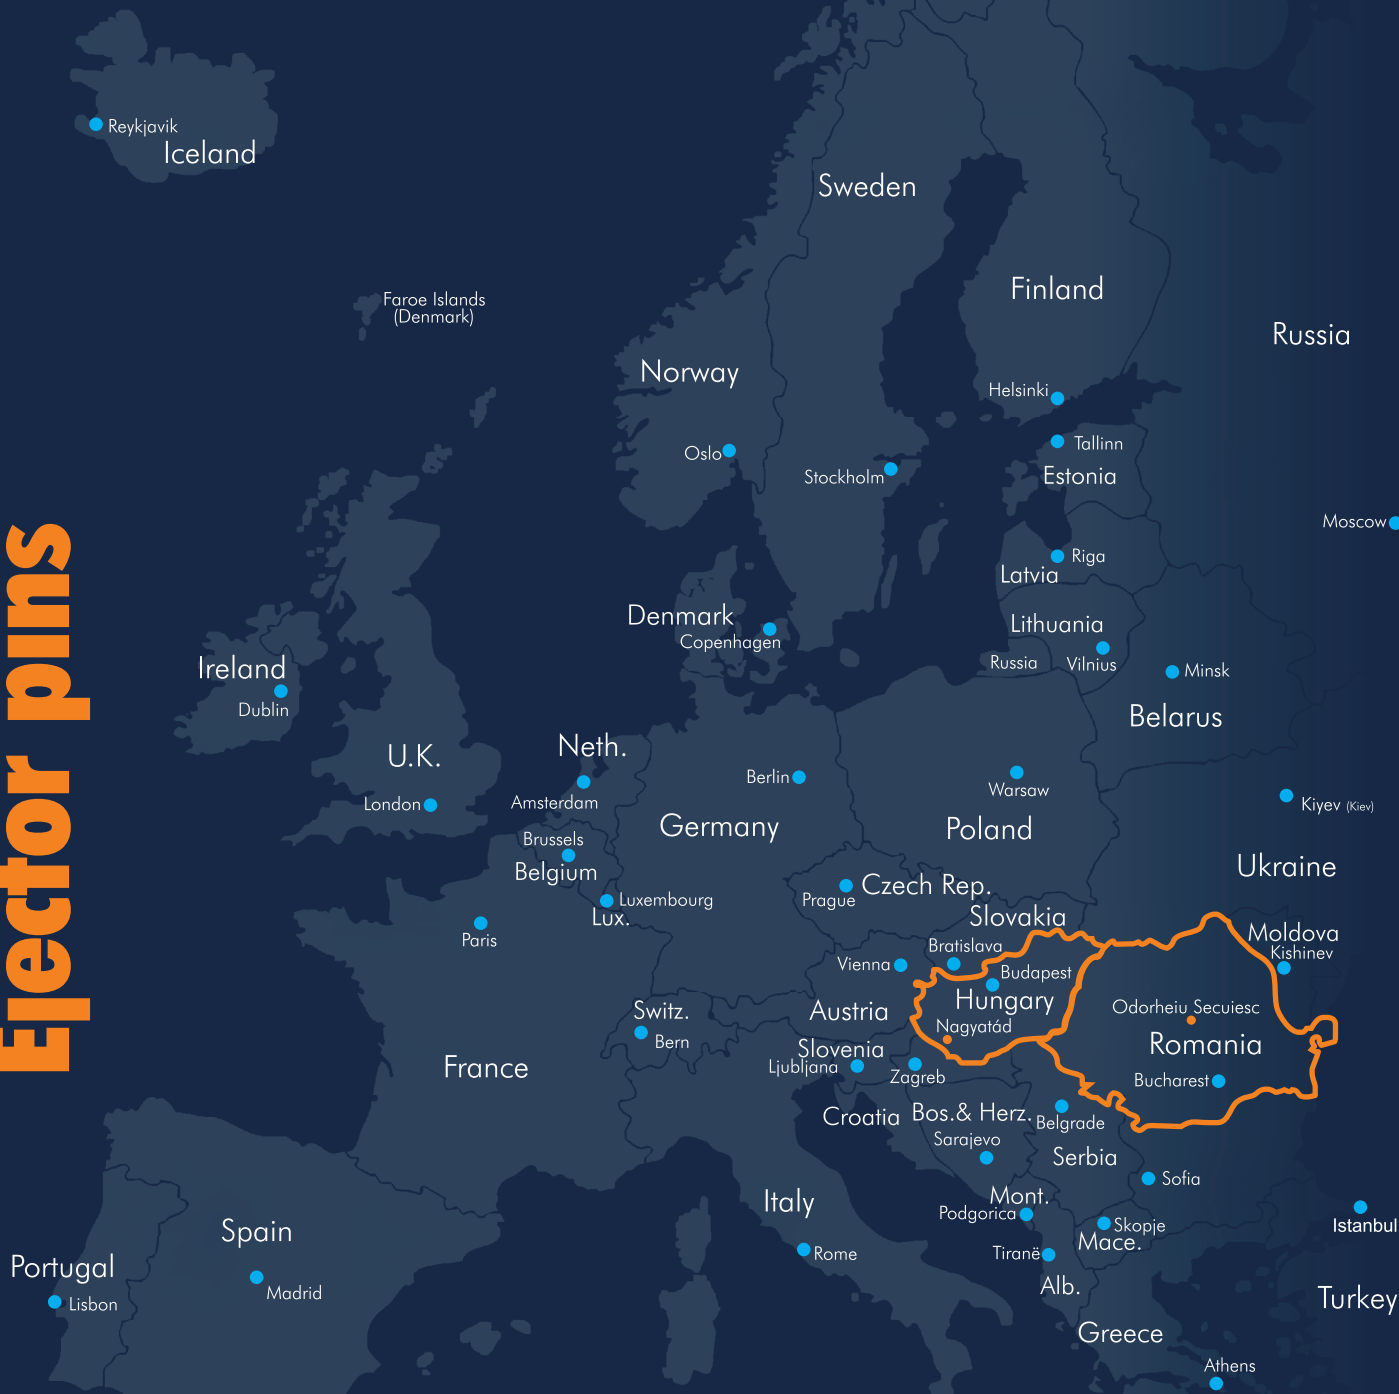 Ejector pins
Reykjavik
Iceland
Sweden
Faroe Islands
(Denmark)
Finland
Russia
Norway
Helsinki
Oslo
Tallinn
Stockholm
Estonia
Moscow
Riga
Latvia
Denmark
Copenhagen
Lithuania
Russia
Vilnius
Minsk
Ireland
Dublin
Belarus
U.K.
Neth.
London
Amsterdam
Berlin
Warsaw
Kiyev (Kiev)
Germany
Poland
Brussels
Belgium
Ukraine
Prague
Czech Rep.
Luxembourg
Lux.
Slovakia
Paris
Bratislava
Moldova
Kishinev
Vienna
Budapest
Hungary
Switz.
Bern
Austria
Nagyatád
Odorheiu Secuiesc
Romania
Slovenia
Ljubljana
Zagreb
Bucharest
France
Croatia
Bos.& Herz.
Belgrade
Sarajevo
Serbia
Sofia
Mont.
Podgorica
Italy
Rome
Skopje
Mace.
Istanbul
Tiranë
Alb.
Spain
Madrid
Portugal
Lisbon
Turkey
Greece
Athens